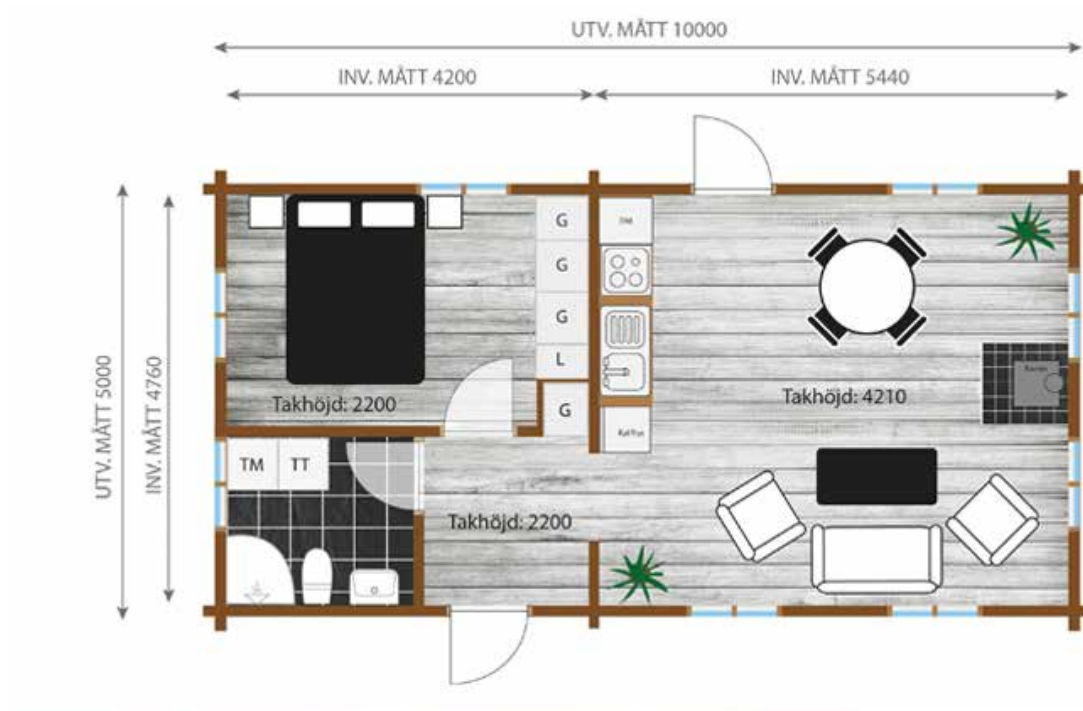 UTV. MÅTT 10000
INV. MÅTT 4200
INV. MÅTT 5440
UTV. MÅTT 5000
INV. MÅTT 4760
G
G
G
L
G
Takhöjd: 2200
Takhöjd: 4210
TM
TT
Takhöjd: 2200